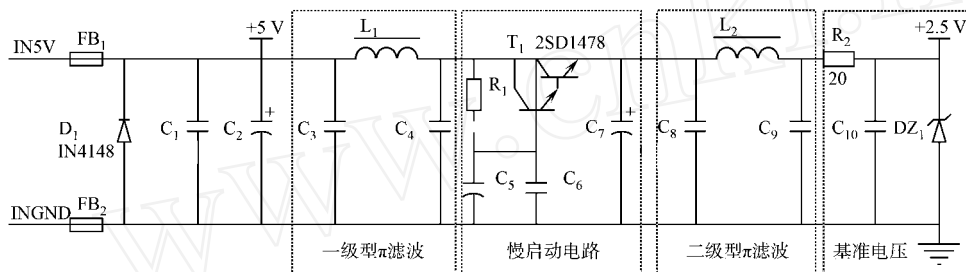 IN5V
FB₁
+5 V
L₁
T₁ 2SD1478
L₂
R₂
20
+2.5 V
R₁
D₁
IN4148
C₁
C₂
+
C₃
C₄
C₅
C₆
C₇
+
C₈
C₉
C₁₀
DZ₁
INGND
FB₂
一级型π滤波
慢启动电路
二级型π滤波
基准电压
www.cnki.n